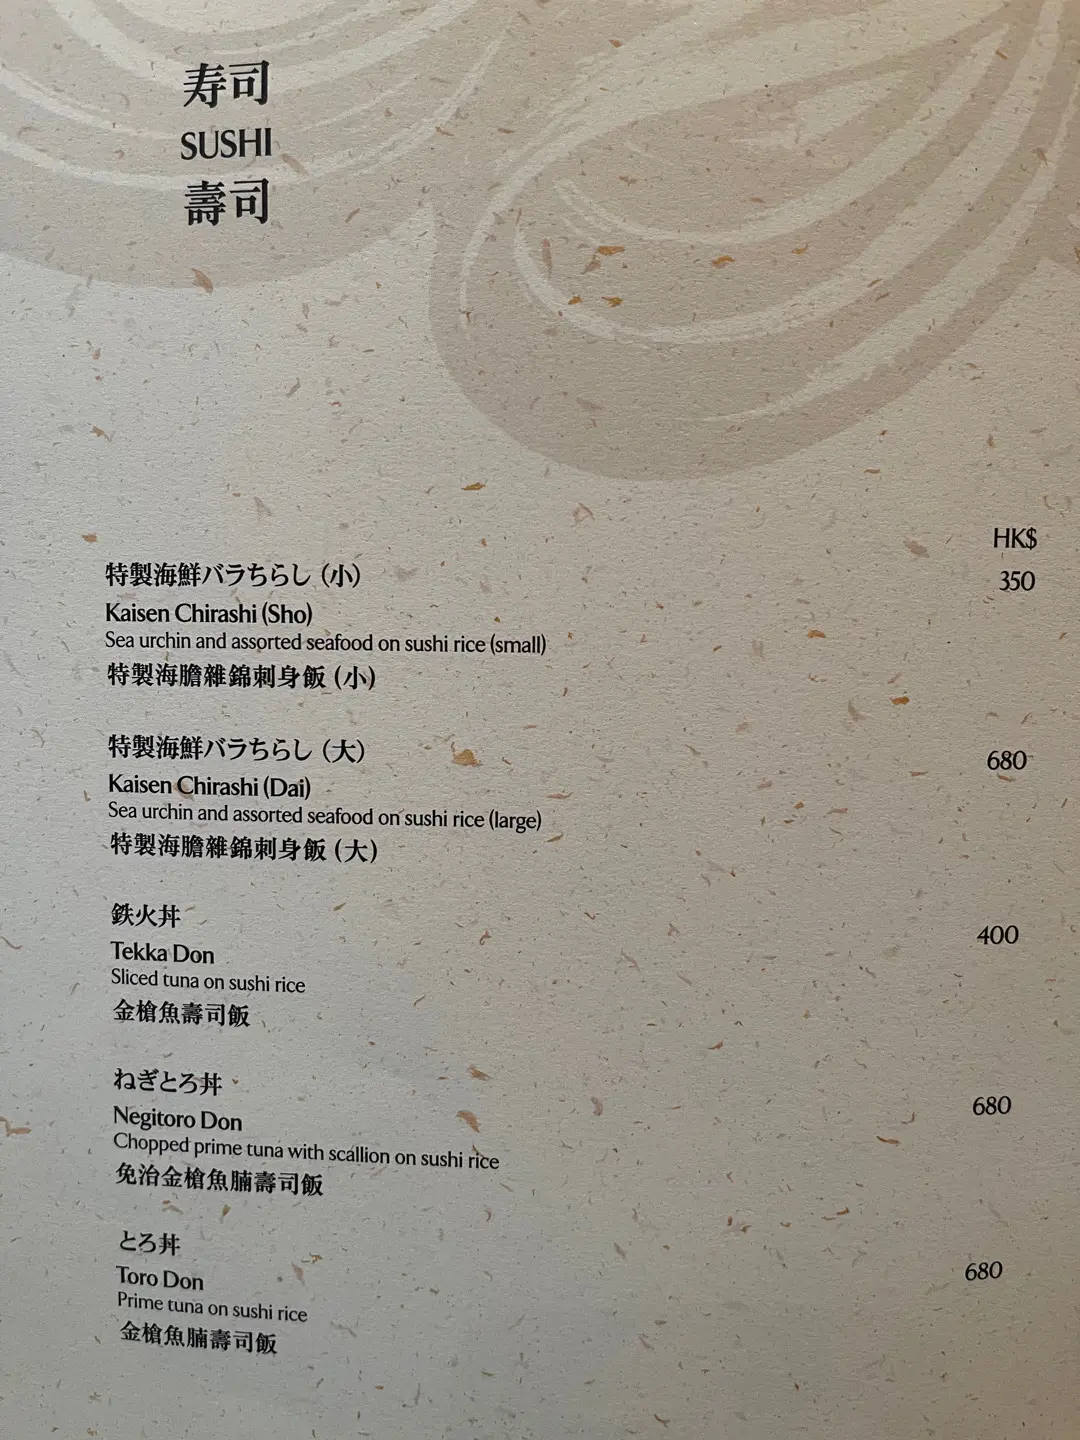 寿司
SUSHI
壽司
HK$
特製海鮮バラちらし（小）
350
Kaisen Chirashi (Sho)
Sea urchin and assorted seafood on sushi rice (small)
特製海膽雜錦刺身飯 (小)
特製海鮮バラちらし（大）
680
Kaisen Chirashi (Dai)
Sea urchin and assorted seafood on sushi rice (large)
特製海膽雜錦刺身飯 (大)
鉄火丼
400
Tekka Don
Sliced tuna on sushi rice
金槍魚壽司飯
ねぎとろ丼
680
Negitoro Don
Chopped prime tuna with scallion on sushi rice
免治金槍魚腩壽司飯
とろ丼
680
Toro Don
Prime tuna on sushi rice
金槍魚腩壽司飯